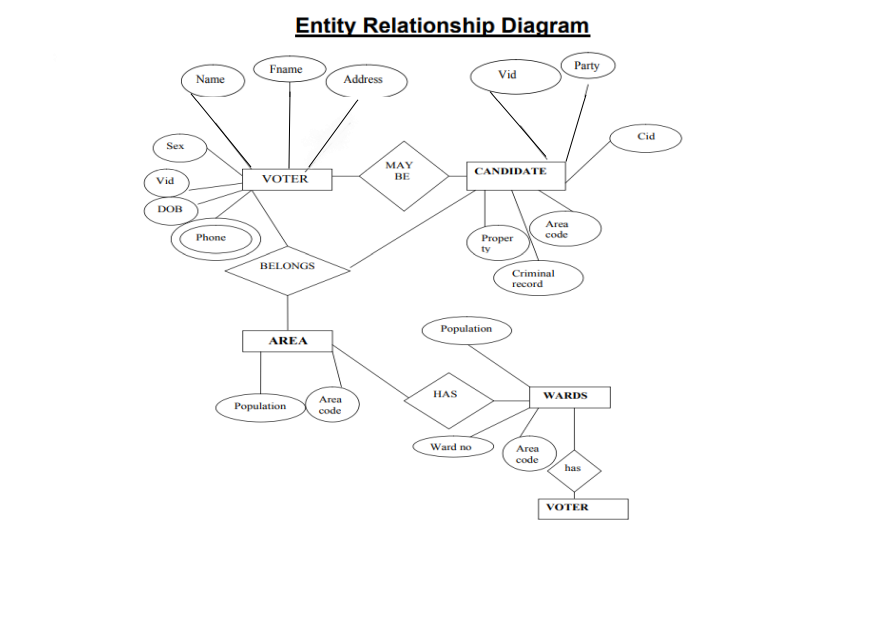 Entity Relationship Diagram
Name
Fname
Address
Vid
Party
Cid
Sex
Vid
DOB
Phone
VOTER
MAY
BE
CANDIDATE
Proper
ty
Area
code
Criminal
record
BELONGS
AREA
Population
Area
code
Population
HAS
WARDS
Ward no
Area
code
has
VOTER